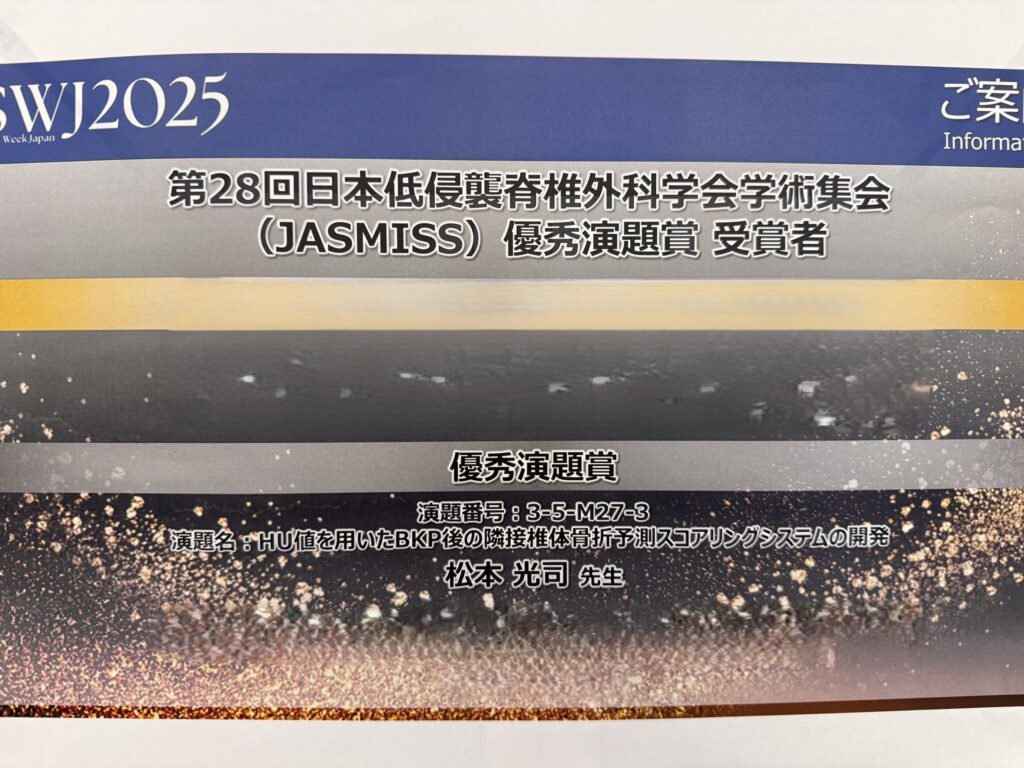 SWJ2025
Week Japan
ご案
Informat
第28回日本低侵襲脊椎外科学会学術集会
（JASMISS）優秀演題賞 受賞者
優秀演題賞
演題番号：3-5-M27-3
演題名：HU値を用いたBKP後の隣接椎体骨折予測スコアリングシステムの開発
松本 光司 先生